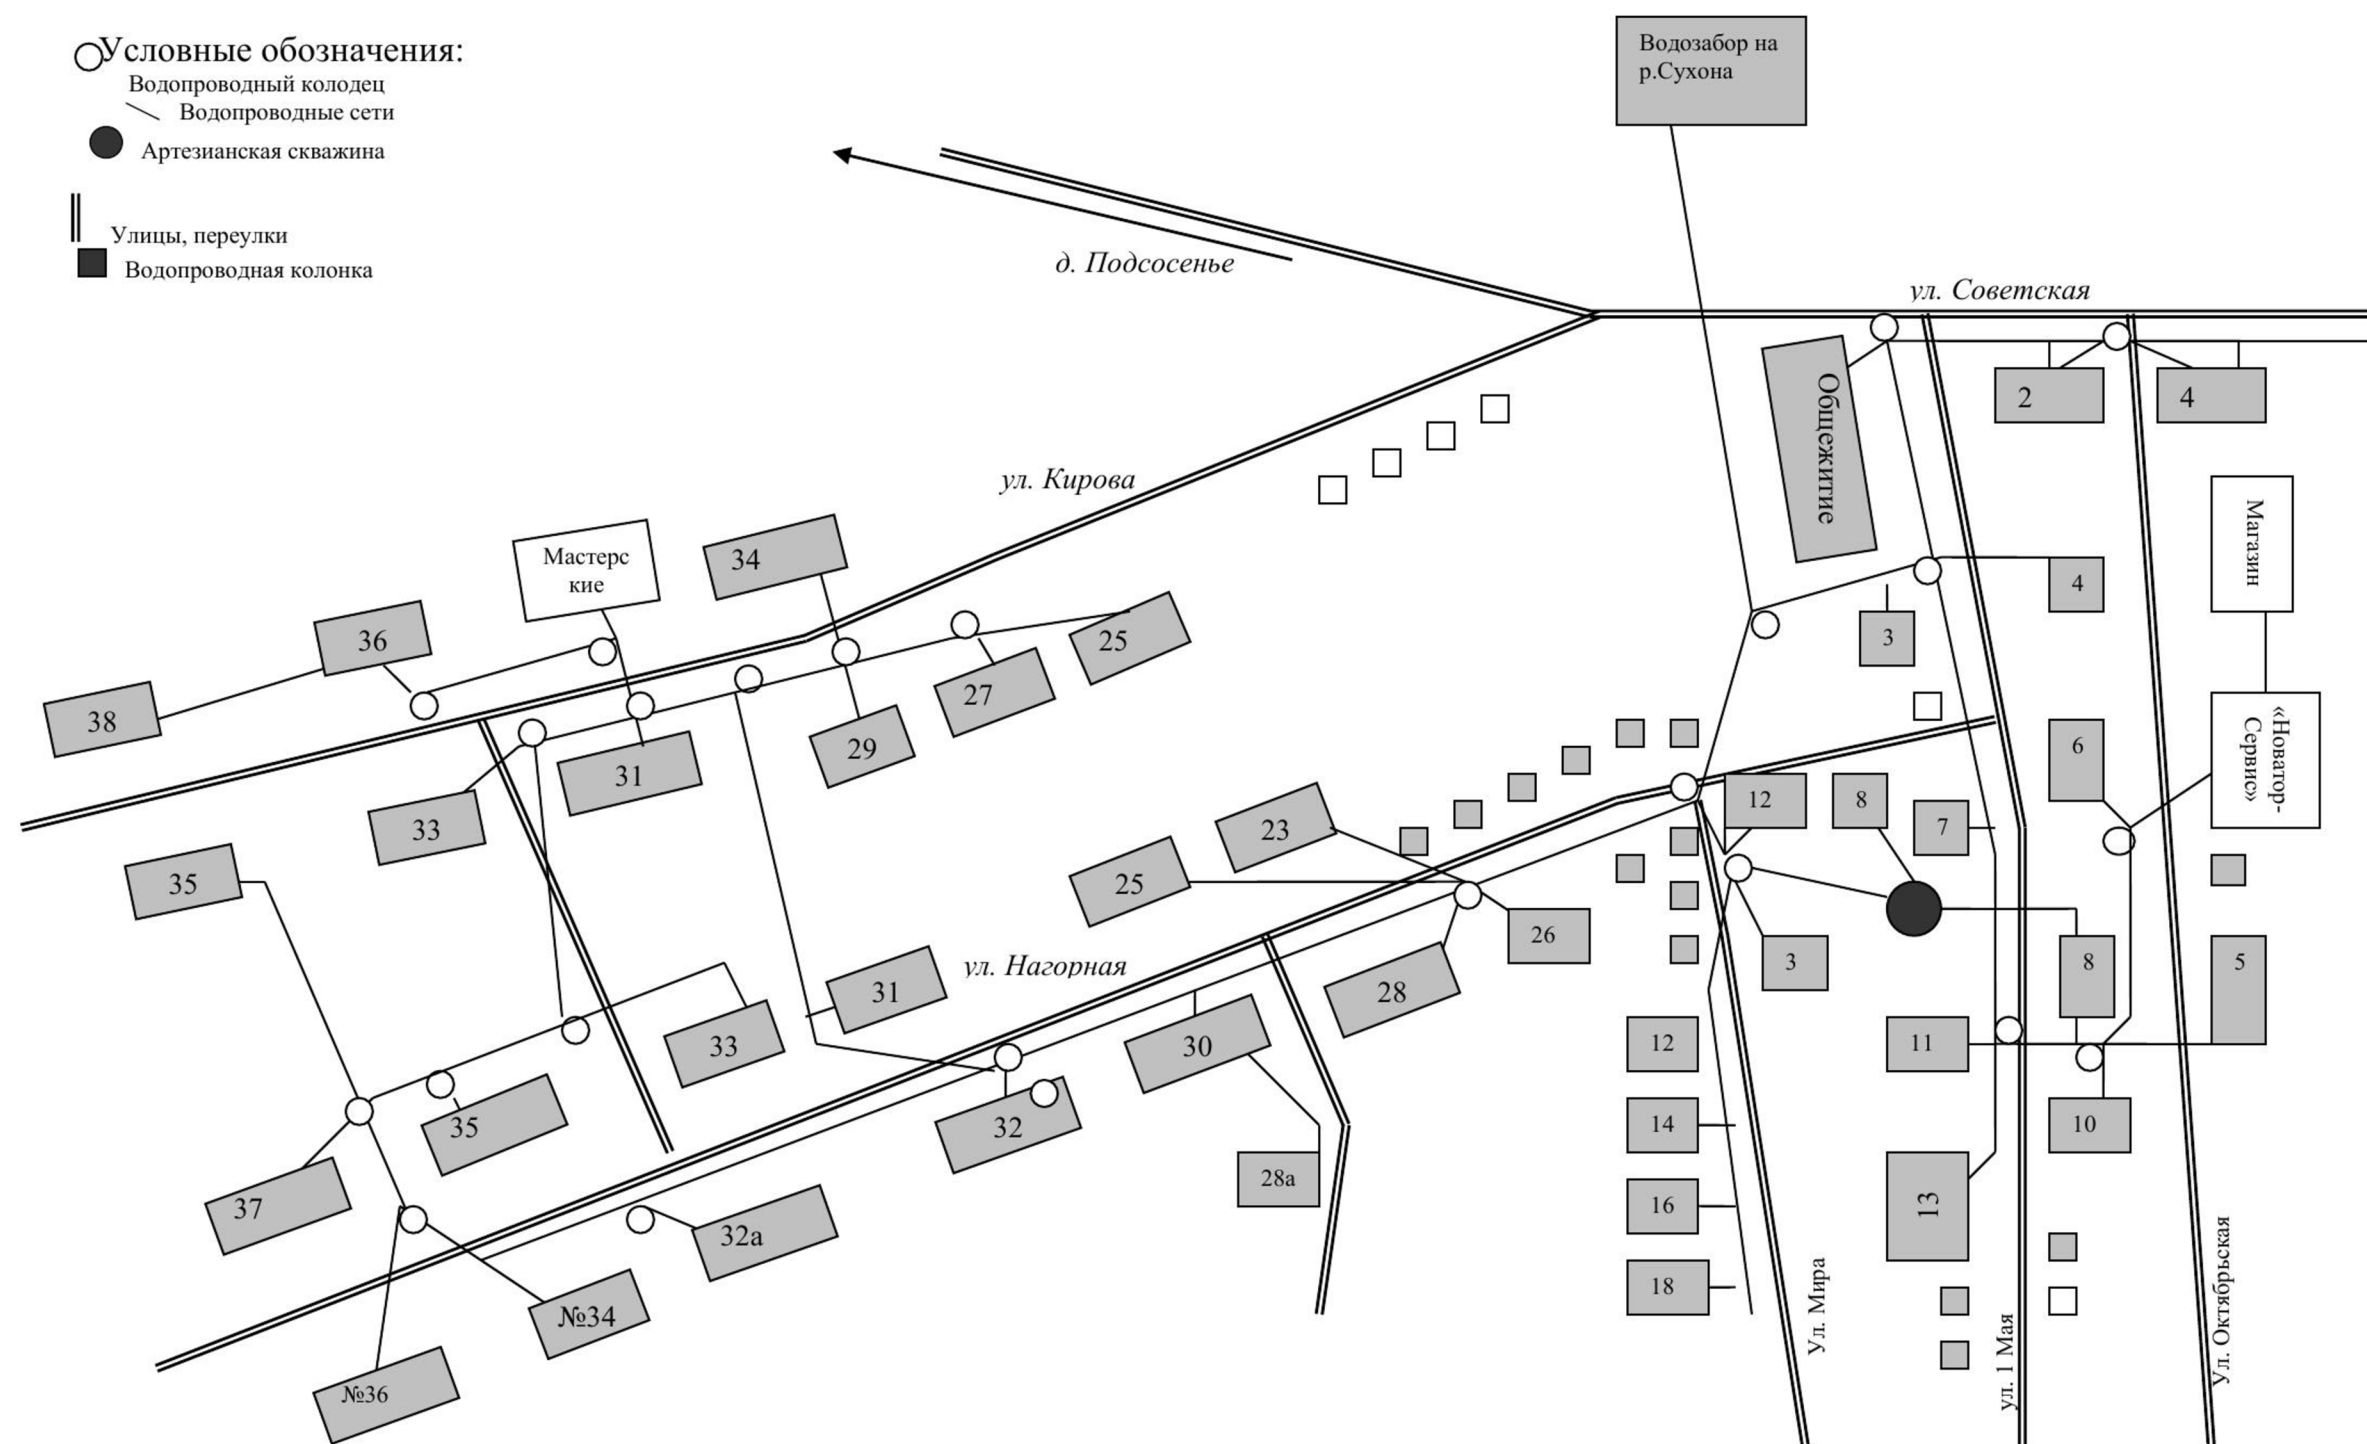 Условные обозначения:
Водопроводный колодец
Водопроводные сети
Артезианская скважина
Улицы, переулки
Водопроводная колонка
Водозабор на
р.Сухона
д. Подсосенье
ул. Советская
Общежитие
2
4
ул. Кирова
Магазин
34
Мастерс
кие
4
36
25
3
27
38
«Новатор-
Сервис»
6
29
31
12
8
7
33
23
35
25
26
3
8
5
ул. Нагорная
31
28
33
30
12
11
35
32
14
10
28а
16
13
37
32а
18
№34
Ул. Мира
ул. 1 Мая
Ул. Октябрьская
№36